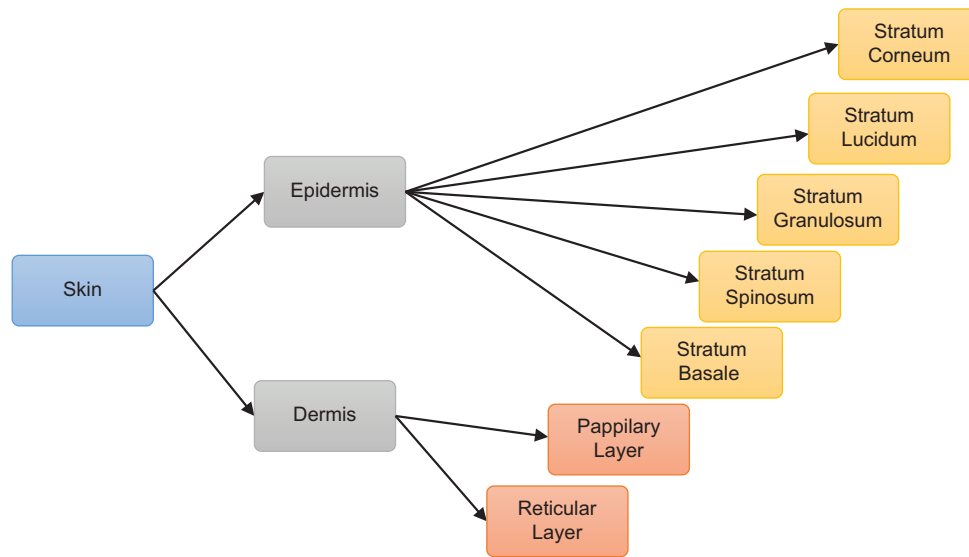 Stratum
Corneum
Stratum
Lucidum
Epidermis
Stratum
Granulosum
Skin
Stratum
Spinosum
Stratum
Basale
Dermis
Pappilary
Layer
Reticular
Layer